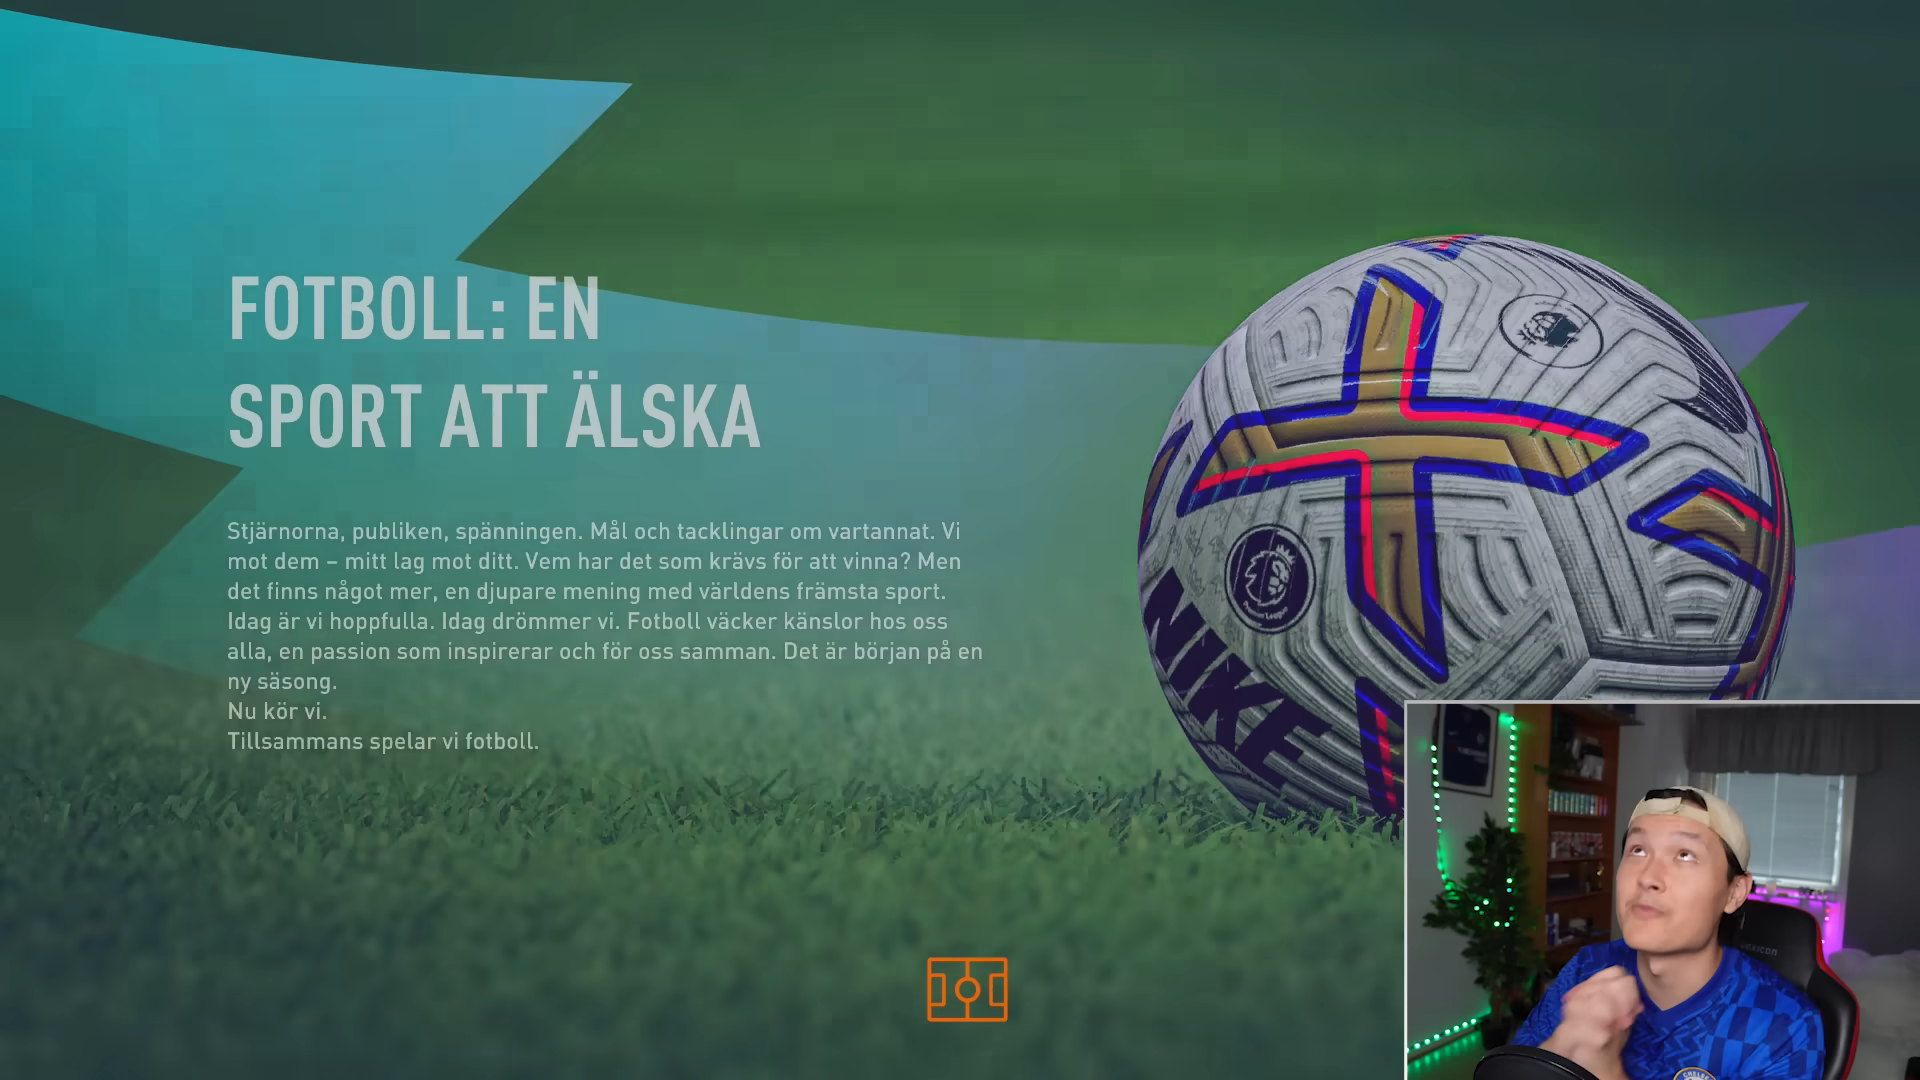 FOTBOLL: EN
SPORT ATT ÄLSKA
Stjärnorna, publiken, spänningen. Mål och tacklingar om vartannat. Vi
mot dem – mitt lag mot ditt. Vem har det som krävs för att vinna? Men
det finns något mer, en djupare mening med världens främsta sport.
Idag är vi hoppfulla. Idag drömmer vi. Fotboll väcker känslor hos oss
alla, en passion som inspirerar och för oss samman. Det är början på en
ny säsong.
Nu kör vi.
Tillsammans spelar vi fotboll.
Premier League
NIKE